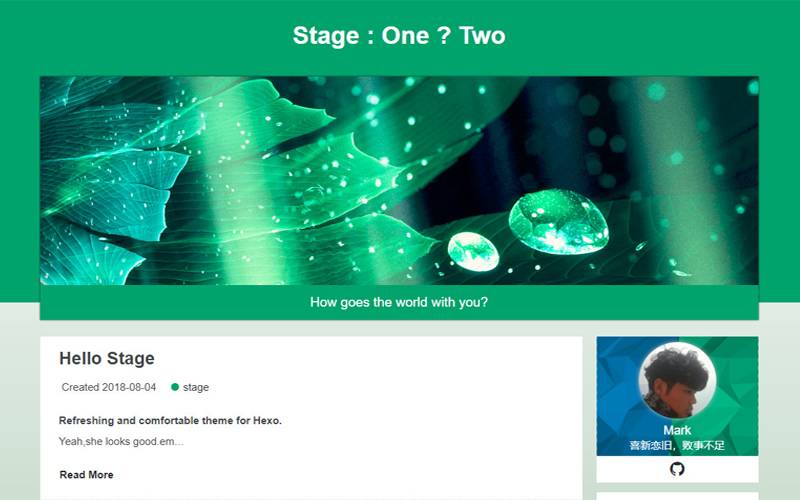 Stage : One ? Two
How goes the world with you?
Hello Stage
Created 2018-08-04 stage
Refreshing and comfortable theme for Hexo.
Yeah,she looks good.em…
Read More
Mark
喜新恋旧，败事不足